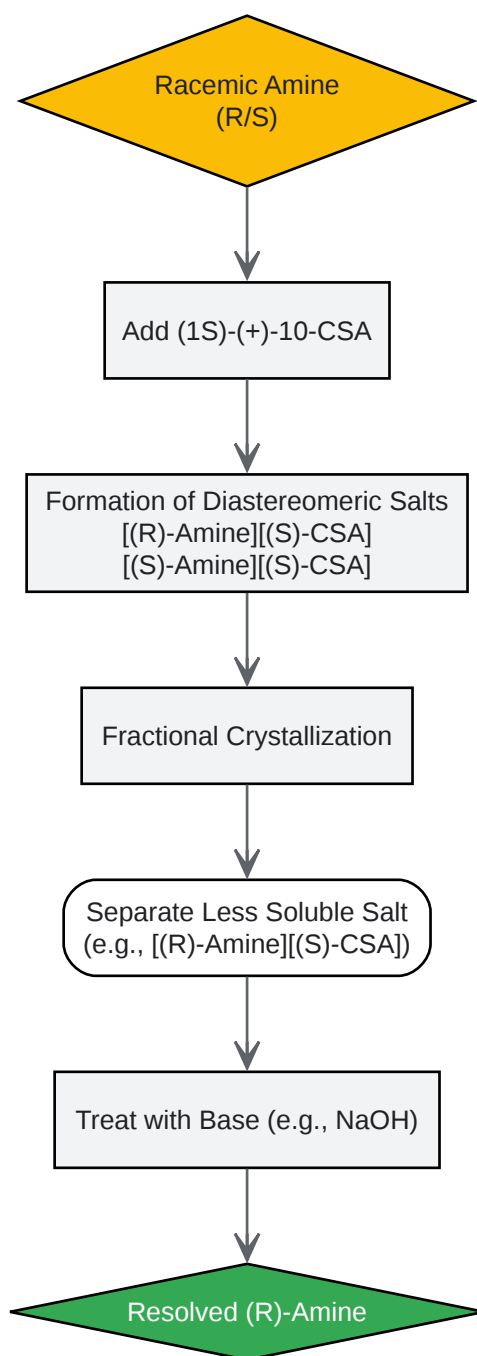 Racemic Amine
(R/S)
Add (1S)-(+)-10-CSA
Formation of Diastereomeric Salts
[(R)-Amine][(S)-CSA]
[(S)-Amine][(S)-CSA]
Fractional Crystallization
Separate Less Soluble Salt
(e.g., [(R)-Amine][(S)-CSA])
Treat with Base (e.g., NaOH)
Resolved (R)-Amine